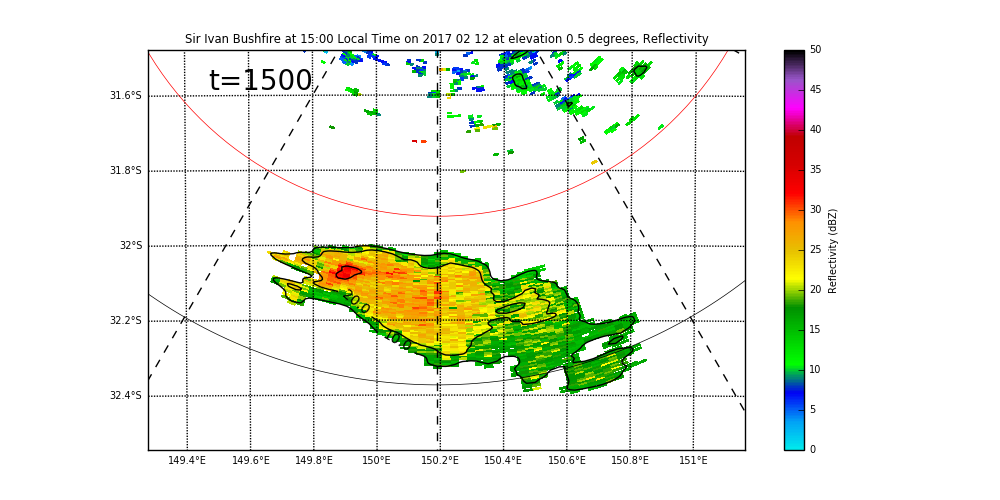 Sir Ivan Bushfire at 15:00 Local Time on 2017 02 12 at elevation 0.5 degrees, Reflectivity
t=1500
31.6°S
31.8°S
32°S
32.2°S
32.4°S
20.0
10.0
149.4°E 149.6°E 149.8°E 150°E 150.2°E 150.4°E 150.6°E 150.8°E 151°E
50
45
40
35
30
25
20
15
10
5
0
Reflectivity (dBZ)